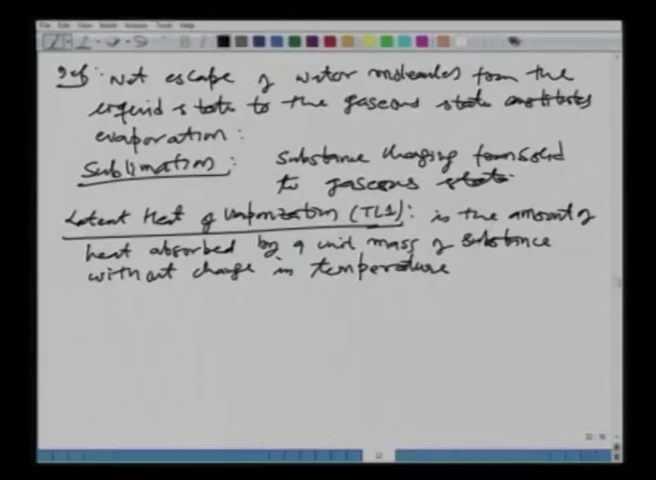 Def: Net escape of water molecules from the
liquid state to the gaseous state constitutes
evaporation:
Sublimation: Substance changing from solid
to gaseous state.
Latent Heat of Vaporization (TL1): is the amount of
heat absorbed by a unit mass of substance
without change in temperature